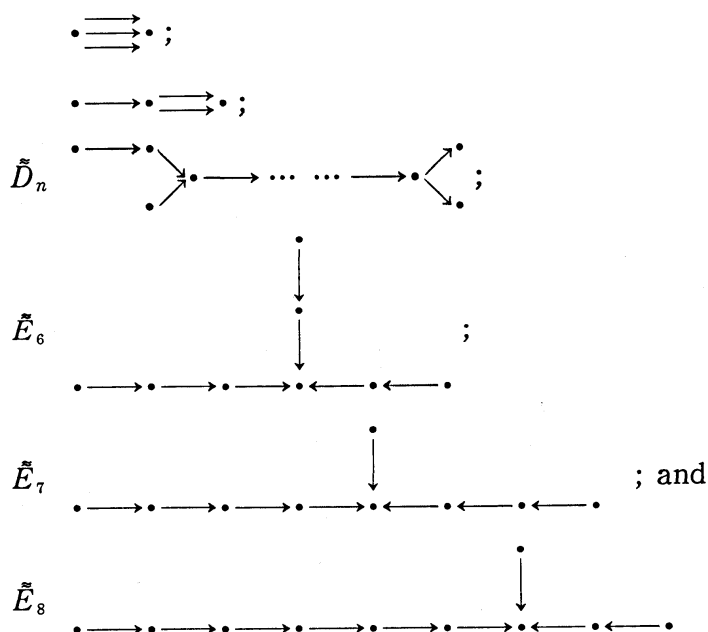 ;
;
D̃̃ₙ ... ... ;
Ẽ̃₆ ;
Ẽ̃₇ ; and
Ẽ̃₈